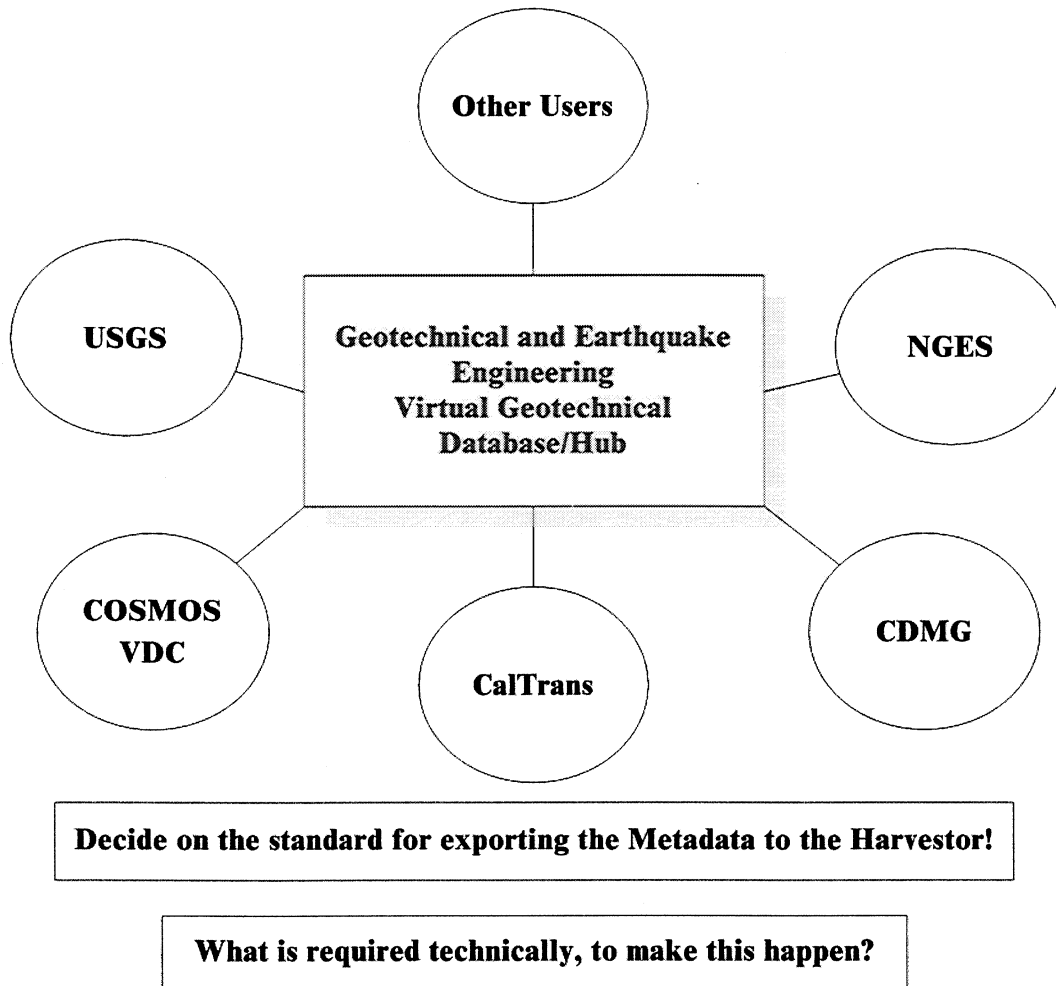 Other Users
USGS
Geotechnical and Earthquake
Engineering
Virtual Geotechnical
Database/Hub
NGES
COSMOS
VDC
CalTrans
CDMG
Decide on the standard for exporting the Metadata to the Harvestor!
What is required technically, to make this happen?